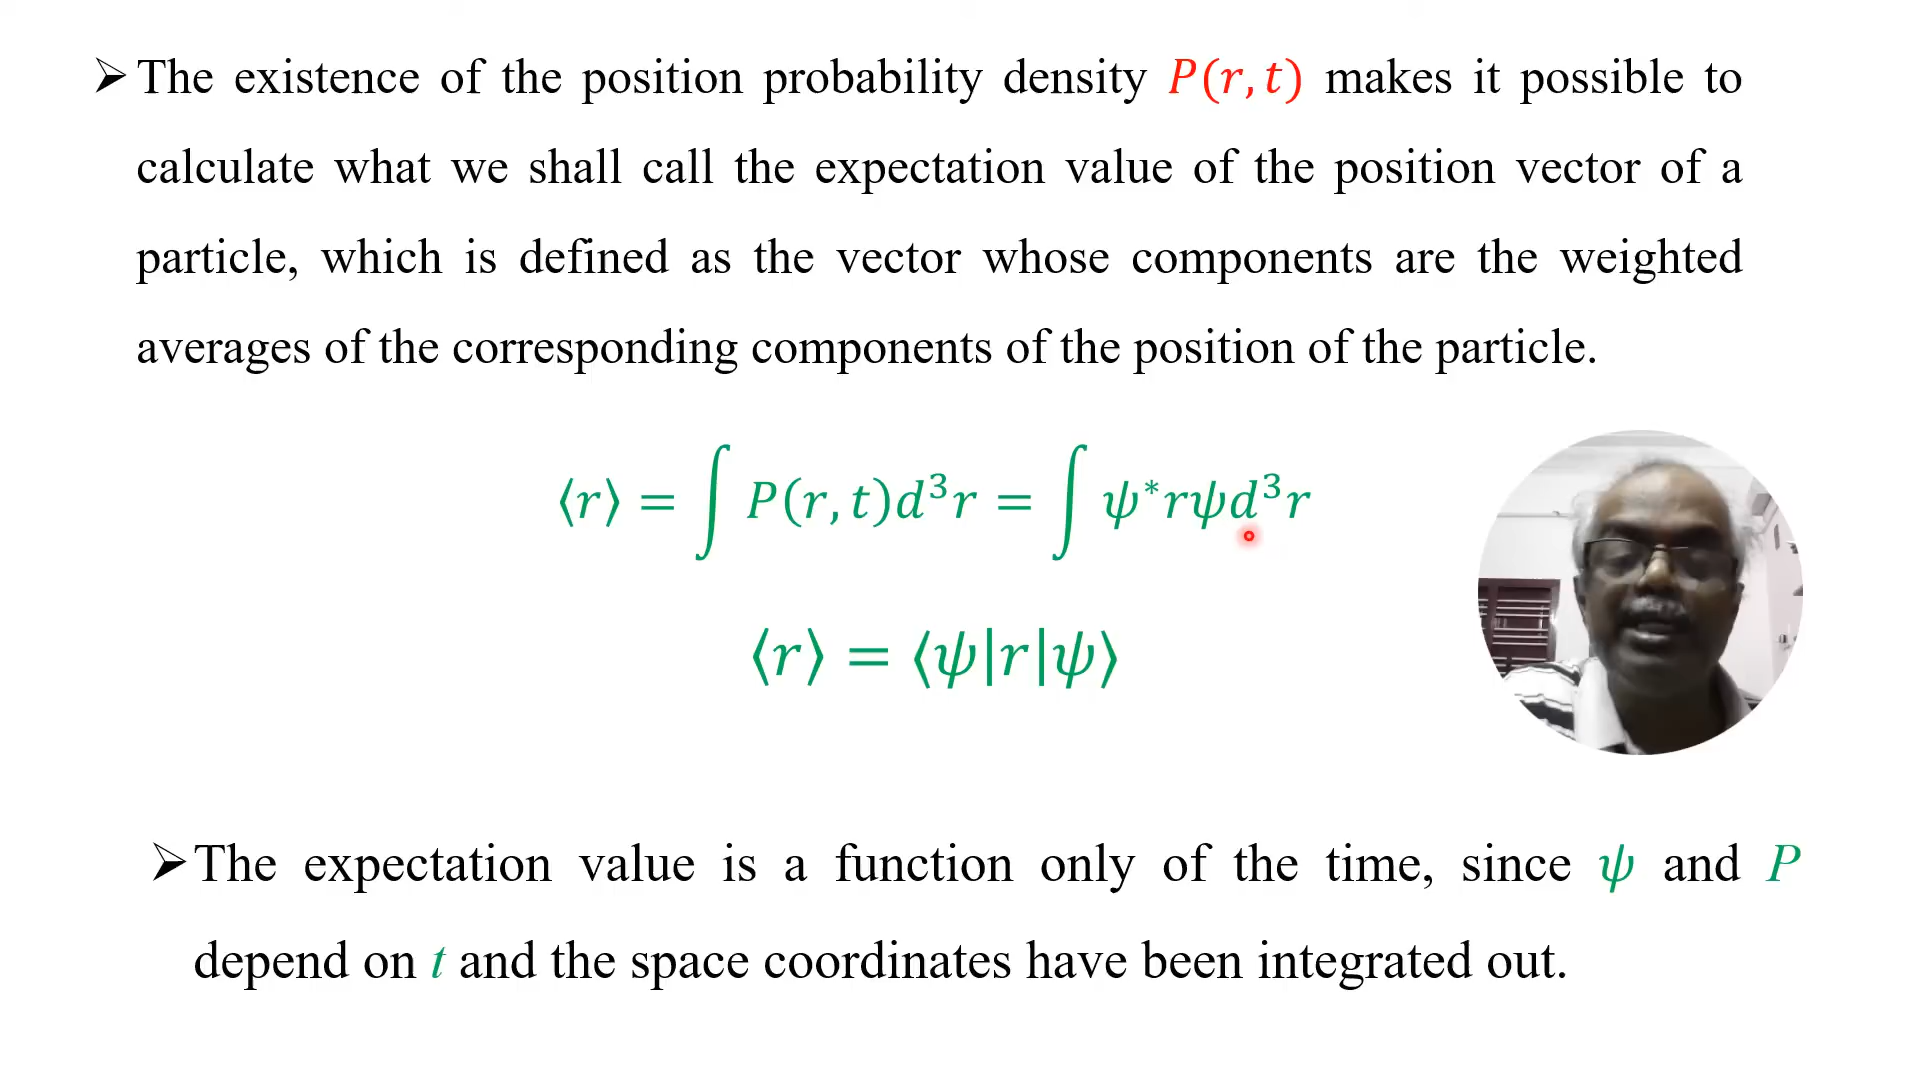 ➢ The existence of the position probability density P(r, t) makes it possible to
calculate what we shall call the expectation value of the position vector of a
particle, which is defined as the vector whose components are the weighted
averages of the corresponding components of the position of the particle.
⟨r⟩ = ∫ P(r, t)d³r = ∫ ψ*rψd³r
⟨r⟩ = ⟨ψ|r|ψ⟩
➢ The expectation value is a function only of the time, since ψ and P
depend on t and the space coordinates have been integrated out.